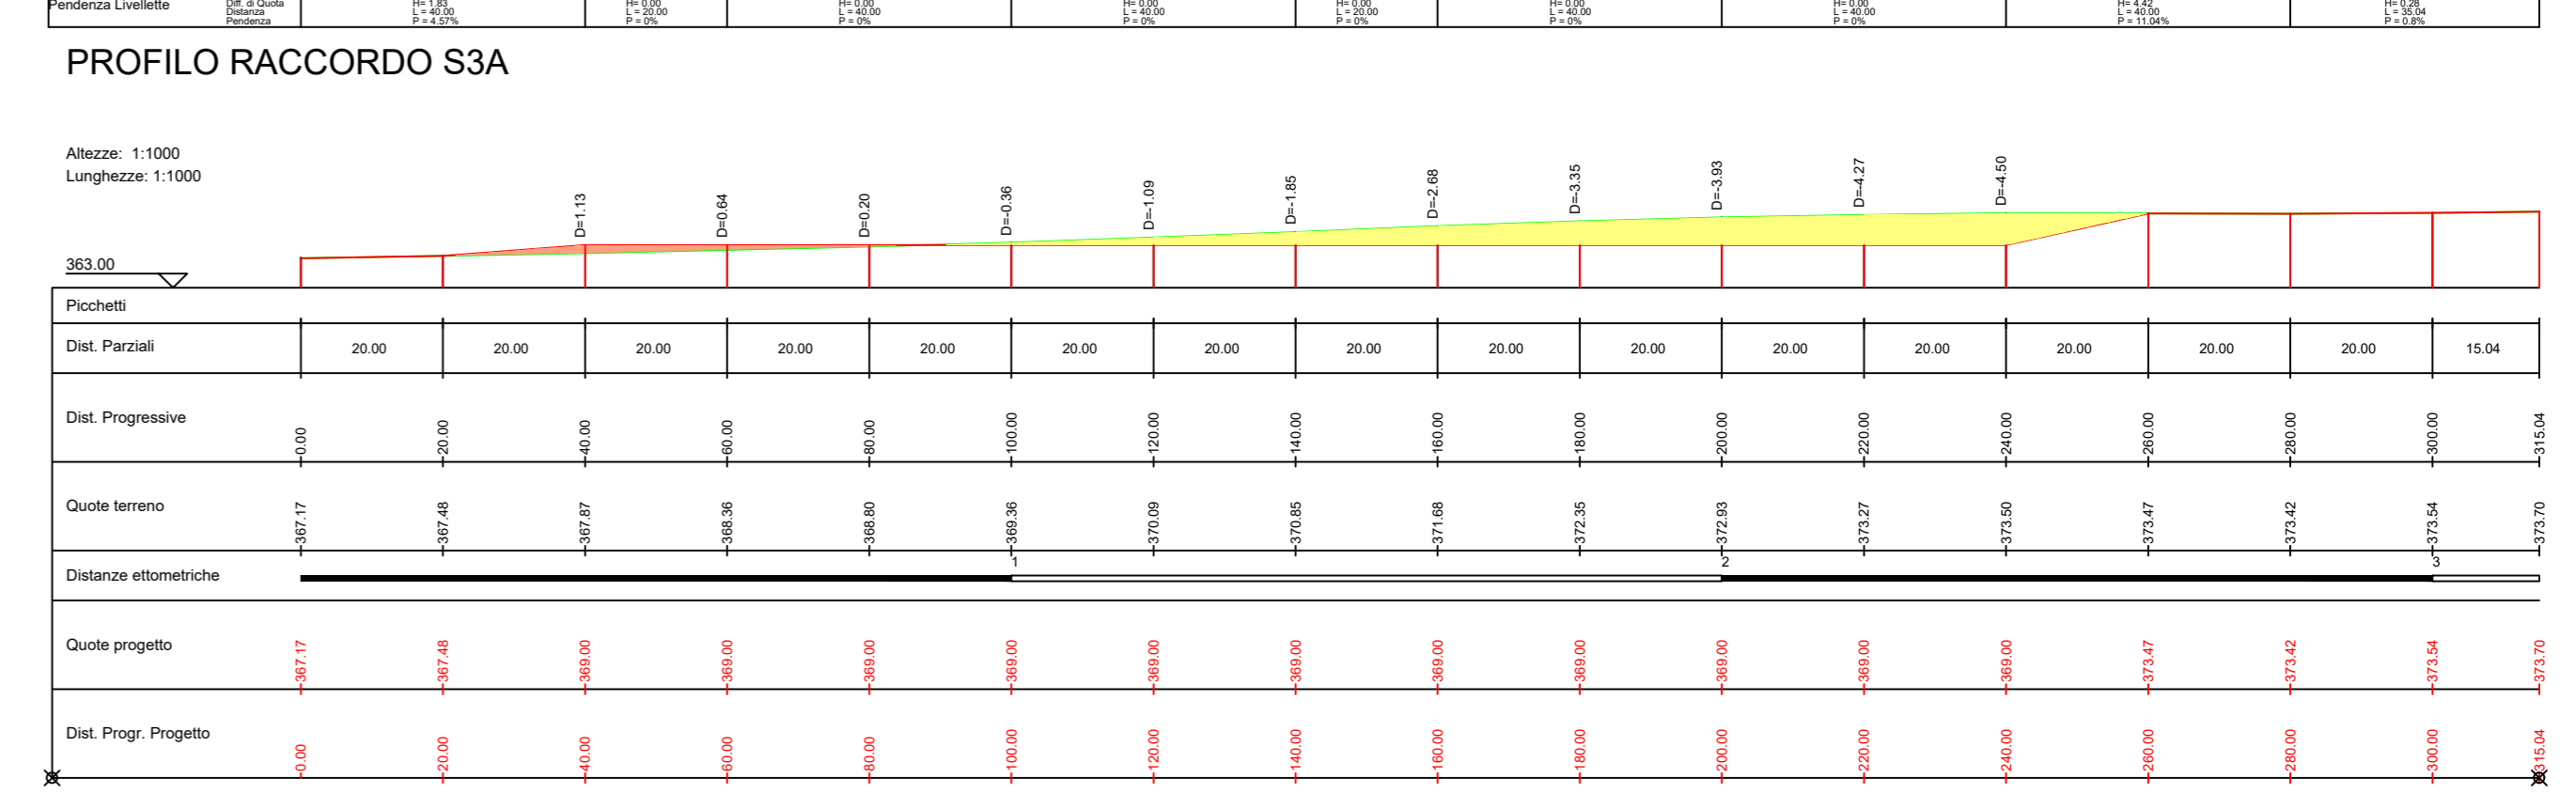 Pendenza Livellette
Diff. di Quota H= 1.83 H= 0.00 H= 0.00 H= 0.00 H= 0.00 H= 0.00 H= 0.00 H= 4.42 H= 0.28
Distanza L = 40.00 L = 20.00 L = 40.00 L = 40.00 L = 20.00 L = 40.00 L = 40.00 L = 40.00 L = 35.04
Pendenza P = 4.57% P = 0% P = 0% P = 0% P = 0% P = 0% P = 0% P = 11.04% P = 0.8%
PROFILO RACCORDO S3A
Altezze: 1:1000
Lunghezze: 1:1000
D=1.13 D=0.64 D=0.20 D=-0.36 D=-1.09 D=-1.85 D=-2.68 D=-3.35 D=-3.93 D=-4.27 D=-4.50
363.00
Picchetti
Dist. Parziali 20.00 20.00 20.00 20.00 20.00 20.00 20.00 20.00 20.00 20.00 20.00 20.00 20.00 20.00 20.00 15.04
Dist. Progressive 0.00 20.00 40.00 60.00 80.00 100.00 120.00 140.00 160.00 180.00 200.00 220.00 240.00 260.00 280.00 300.00 315.04
Quote terreno 367.17 367.48 367.87 368.36 368.80 369.36 370.09 370.85 371.68 372.35 372.93 373.27 373.50 373.47 373.42 373.54 373.70
Distanze ettometriche 1 2 3
Quote progetto 367.17 367.48 369.00 369.00 369.00 369.00 369.00 369.00 369.00 369.00 369.00 369.00 369.00 373.47 373.42 373.54 373.70
Dist. Progr. Progetto 0.00 20.00 40.00 60.00 80.00 100.00 120.00 140.00 160.00 180.00 200.00 220.00 240.00 260.00 280.00 300.00 315.04